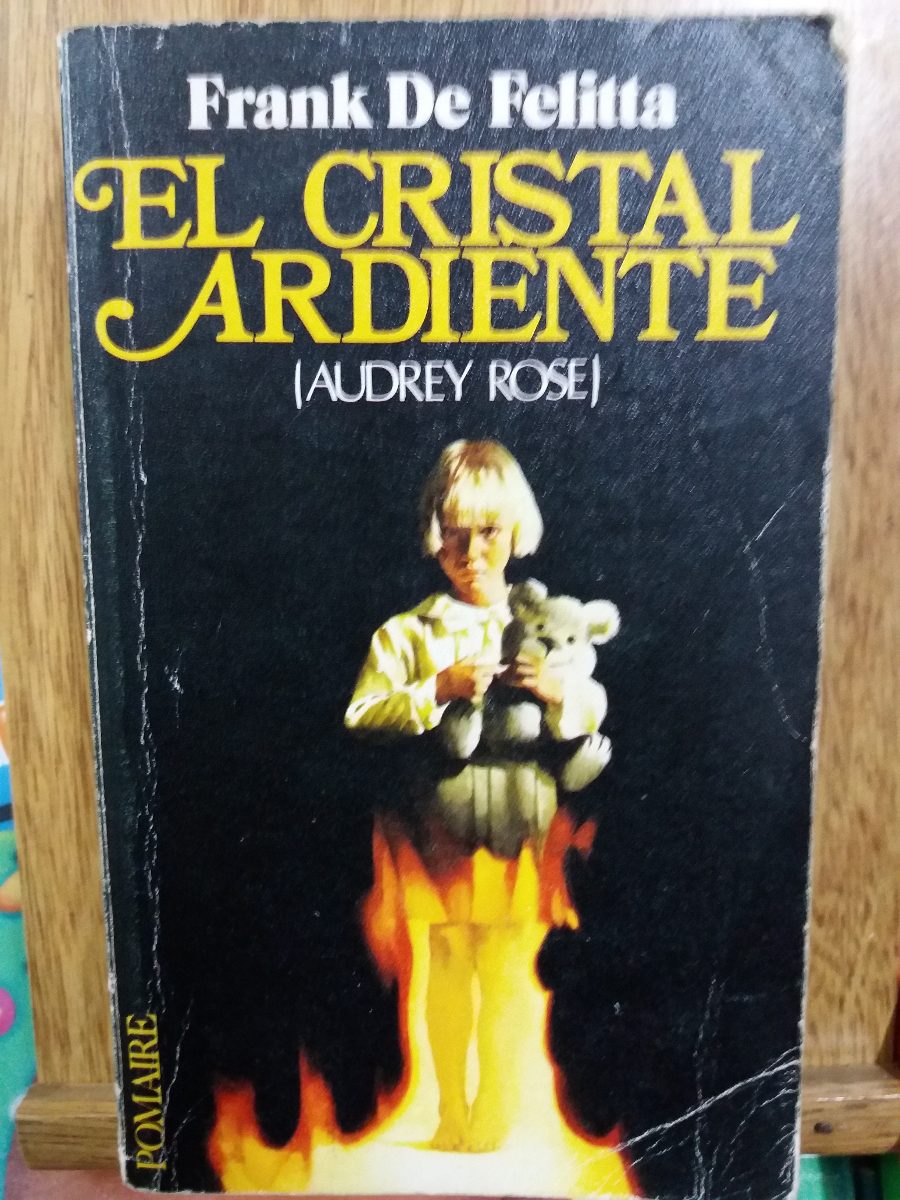 Frank De Felitta
EL CRISTAL
ARDIENTE
(AUDREY ROSE)
POMAIRE